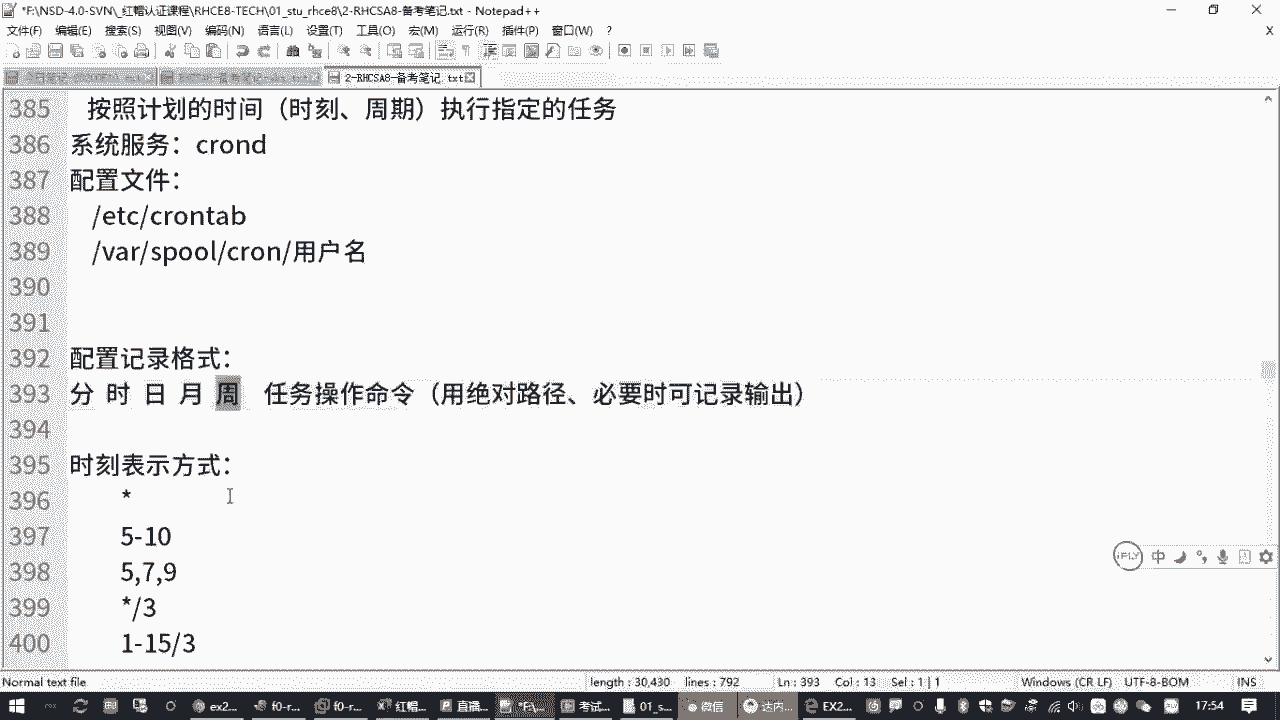 *F:\NSD-4.0-SVN\_红帽认证课程\RHCE8-TECH\01_stu_rhce8\2-RHCSA8-备考笔记.txt - Notepad++
文件(F) 编辑(E) 搜索(S) 视图(V) 编码(N) 语言(L) 设置(T) 工具(O) 宏(M) 运行(R) 插件(P) 窗口(W) ? X
2-RHCSA8-备考笔记.txt
385 按照计划的时间（时刻、周期）执行指定的任务
386 系统服务：crond
387 配置文件：
388 /etc/crontab
389 /var/spool/cron/用户名
390
391
392 配置记录格式：
393 分 时 日 月 周 任务操作命令（用绝对路径、必要时可记录输出）
394
395 时刻表示方式：
396 *
397 5-10
398 5,7,9
399 */3
400 1-15/3
iFLY 中
Normal text file length : 30,430 lines : 792 Ln : 393 Col : 13 Sel : 1 | 1 Windows (CR LF) UTF-8-BOM INS
ex2... f0-r... f0-r... 红帽... 直播... *F:\... 考试... 01_s... 微信 达内... EX2... 17:54